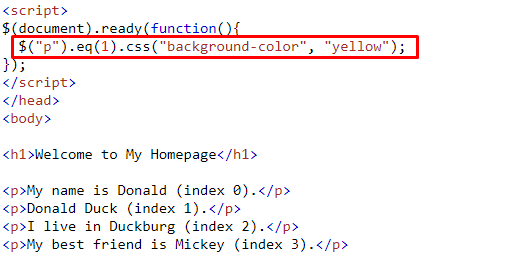 <script>
$(document).ready(function(){
$("p").eq(1).css("background-color", "yellow");
});
</script>
</head>
<body>
<h1>Welcome to My Homepage</h1>
<p>My name is Donald (index 0).</p>
<p>Donald Duck (index 1).</p>
<p>I live in Duckburg (index 2).</p>
<p>My best friend is Mickey (index 3).</p>